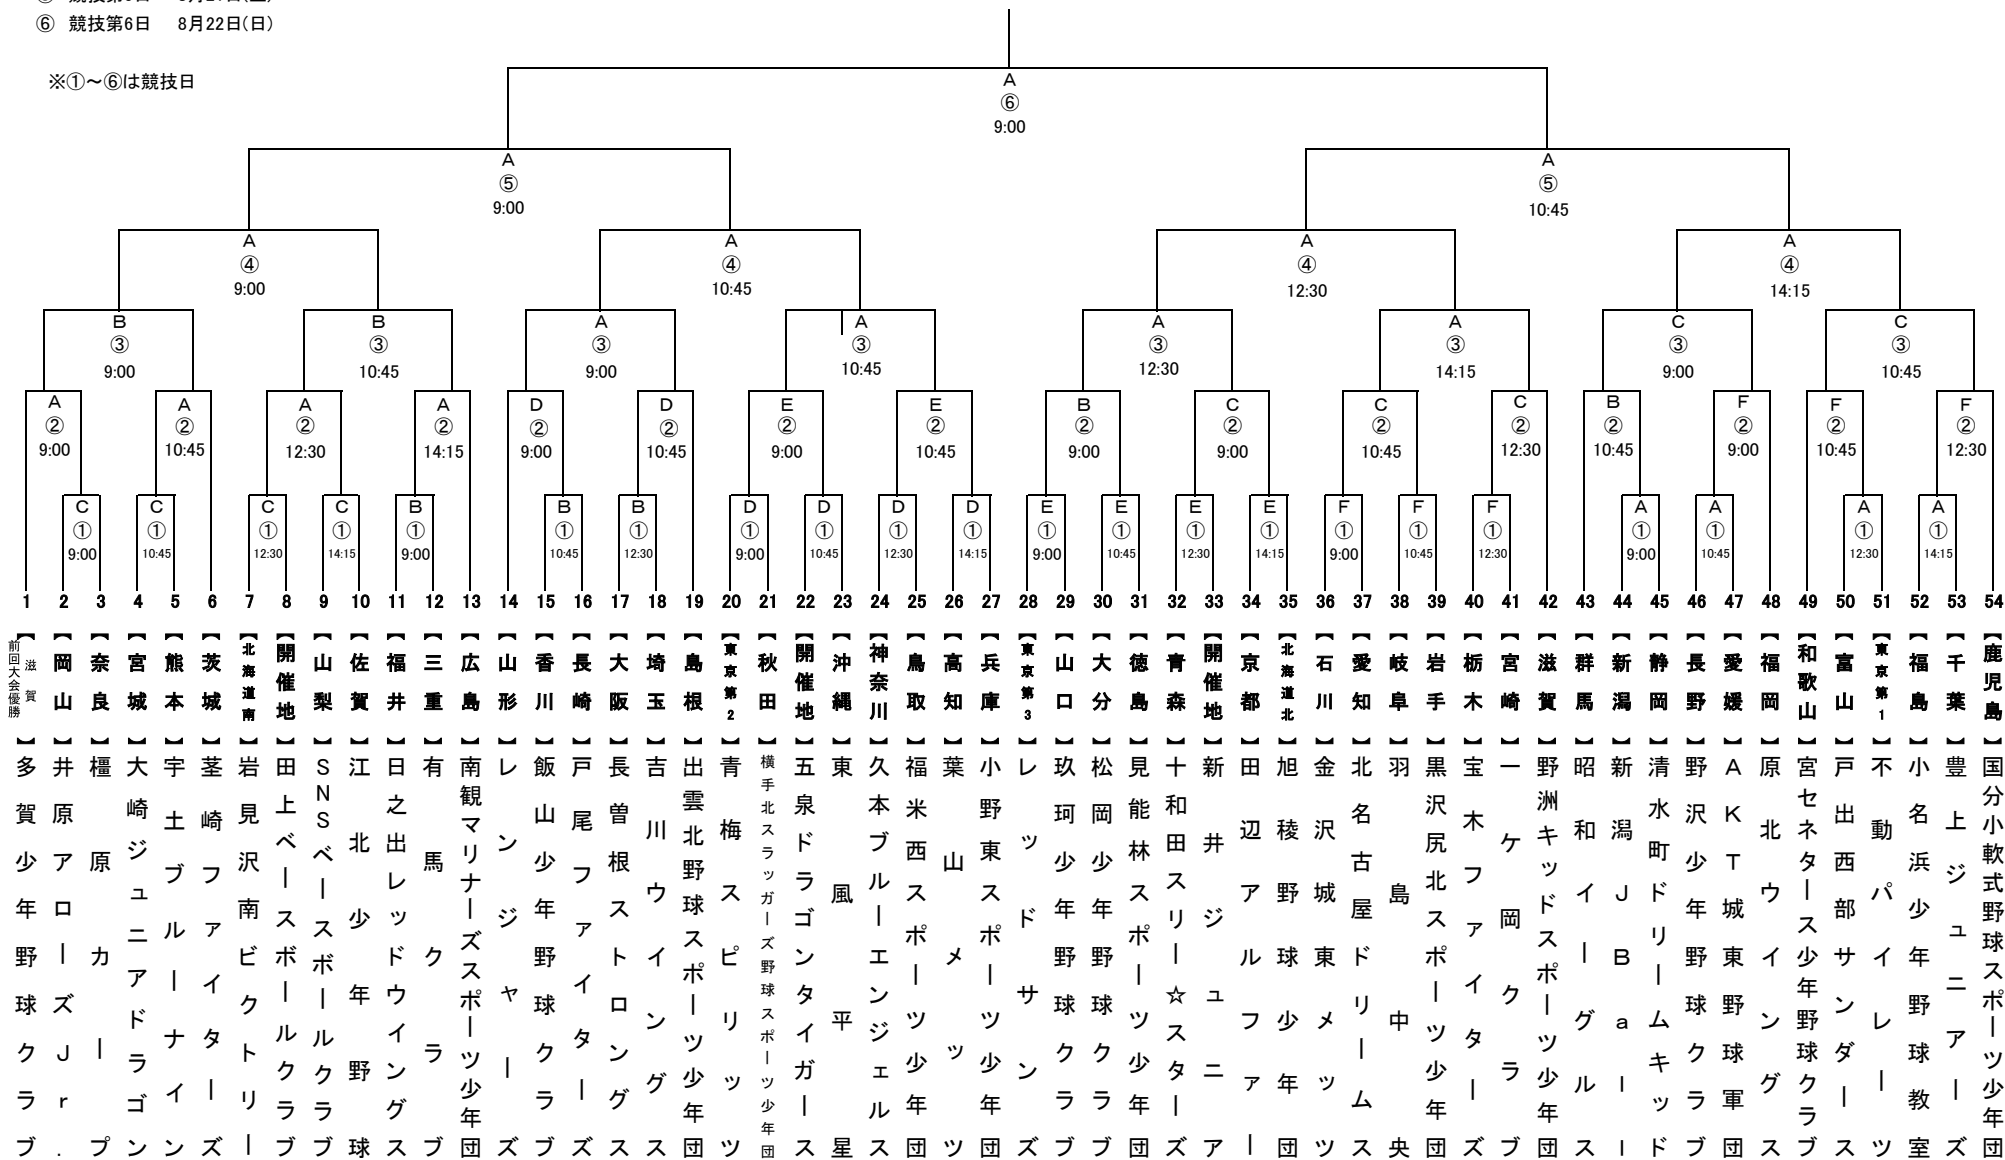 ⑥ 競技第6日 8月22日(日)
※①～⑥は競技日
A
⑥
9:00
A
⑤
9:00
A
⑤
10:45
A
④
9:00
A
④
10:45
A
④
12:30
A
④
14:15
B
③
9:00
B
③
10:45
A
③
9:00
A
③
10:45
A
③
12:30
A
③
14:15
C
③
9:00
C
③
10:45
A
②
9:00
A
②
10:45
A
②
12:30
A
②
14:15
D
②
9:00
D
②
10:45
E
②
9:00
E
②
10:45
B
②
9:00
C
②
9:00
C
②
10:45
C
②
12:30
B
②
10:45
F
②
9:00
F
②
10:45
F
②
12:30
C
①
9:00
C
①
10:45
C
①
12:30
C
①
14:15
B
①
9:00
B
①
10:45
B
①
12:30
D
①
9:00
D
①
10:45
D
①
12:30
D
①
14:15
E
①
9:00
E
①
10:45
E
①
12:30
E
①
14:15
F
①
9:00
F
①
10:45
F
①
12:30
A
①
9:00
A
①
10:45
A
①
12:30
A
①
14:15
1 【前回大会優勝 滋賀】 多賀少年野球クラブ
2 【岡山】 井原アローズJr.
3 【奈良】 橿原カープ
4 【宮城】 大崎ジュニアドラゴン
5 【熊本】 宇土ブルーナイン
6 【茨城】 茎崎ファイターズ
7 【北海道南】 岩見沢南ビクトリー
8 【開催地】 田上ベースボールクラブ
9 【山梨】 SNSベースボールクラブ
10 【佐賀】 江北少年野球
11 【福井】 日之出レッドウイングス
12 【三重】 有馬クラブ
13 【広島】 南観マリナーズスポーツ少年団
14 【山形】 レンジャーズ
15 【香川】 飯山少年野球クラブ
16 【長崎】 戸尾ファイターズ
17 【大阪】 長曽根ストロングス
18 【埼玉】 吉川ウイングス
19 【島根】 出雲北野球スポーツ少年団
20 【東京第2】 青梅スピリッツ
21 【秋田】 横手北スラッガーズ野球スポーツ少年団
22 【開催地】 五泉ドラゴンタイガース
23 【沖縄】 東風平星
24 【神奈川】 久本ブルーエンジェルス
25 【鳥取】 福米西スポーツ少年団
26 【高知】 葉山メッツ
27 【兵庫】 小野東スポーツ少年団
28 【東京第3】 レッドサンズ
29 【山口】 玖珂少年野球クラブ
30 【大分】 松岡少年野球クラブ
31 【徳島】 見能林スポーツ少年団
32 【青森】 十和田スリー☆スターズ
33 【開催地】 新井ジュニア
34 【京都】 田辺アルファー
35 【北海道北】 旭稜野球少年団
36 【石川】 金沢城東メッツ
37 【愛知】 北名古屋ドリームス
38 【岐阜】 羽島中央
39 【岩手】 黒沢尻北スポーツ少年団
40 【栃木】 宝木ファイターズ
41 【宮崎】 一ケ岡クラブ
42 【滋賀】 野洲キッドスポーツ少年団
43 【群馬】 昭和イーグルス
44 【新潟】 新潟JBaーー
45 【静岡】 清水町ドリームキッド
46 【長野】 野沢少年野球クラブ
47 【愛媛】 AKT城東野球軍団
48 【福岡】 原北ウイングス
49 【和歌山】 宮セネタース少年野球クラブ
50 【富山】 戸出西部サンダース
51 【東京第1】 不動パイレーツ
52 【福島】 小名浜少年野球教室
53 【千葉】 豊上ジュニアーズ
54 【鹿児島】 国分小軟式野球スポーツ少年団